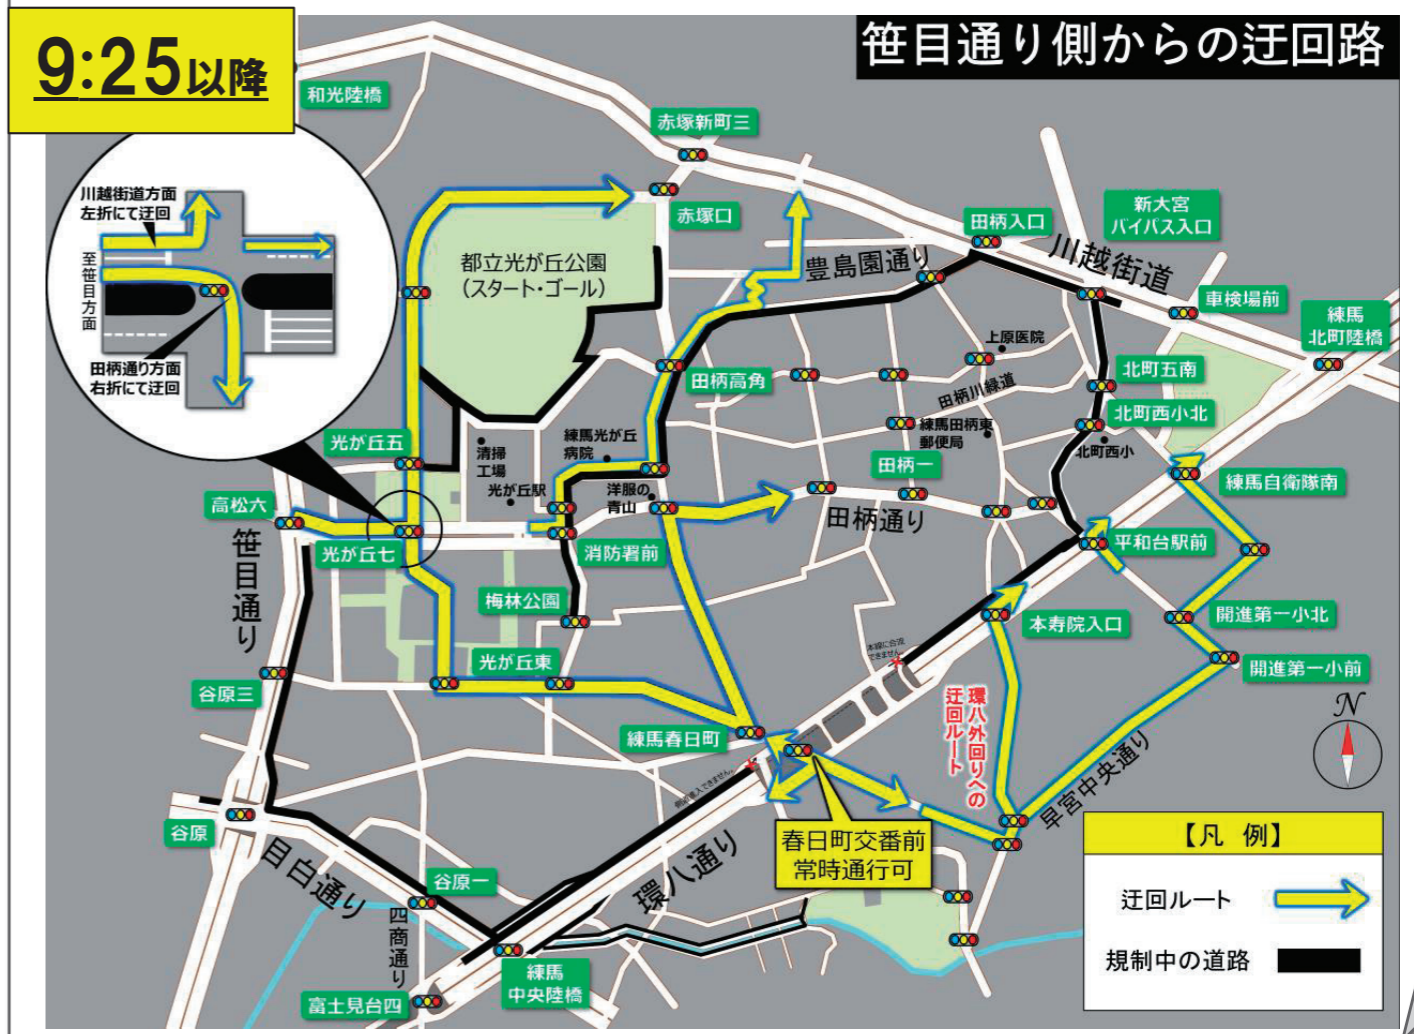 9:25以降
笹目通り側からの迂回路
和光陸橋
赤塚新町三
川越街道方面
左折にて迂回
至笹目方面
田柄通り方面
右折にて迂回
赤塚口
田柄入口
新大宮
バイパス入口
都立光が丘公園
(スタート・ゴール)
豊島園通り
川越街道
車検場前
練馬
北町陸橋
上原医院
田柄高角
北町五南
田柄川緑道
北町西小北
光が丘五
清掃
工場
練馬光が丘
病院
練馬田柄東
郵便局
北町西小
田柄一
光が丘駅
洋服の
青山
練馬自衛隊南
高松六
田柄通り
笹目通り
光が丘七
消防署前
平和台駅前
梅林公園
本寿院入口
開進第一小北
本線に合流
できません。
光が丘東
開進第一小前
谷原三
環八外回りへの
迂回ルート
練馬春日町
N
早宮中央通り
谷原
春日町交番前
常時通行可
【凡 例】
目白通り
谷原一
環八通り
迂回ルート
四商通り
規制中の道路
練馬
中央陸橋
富士見台四